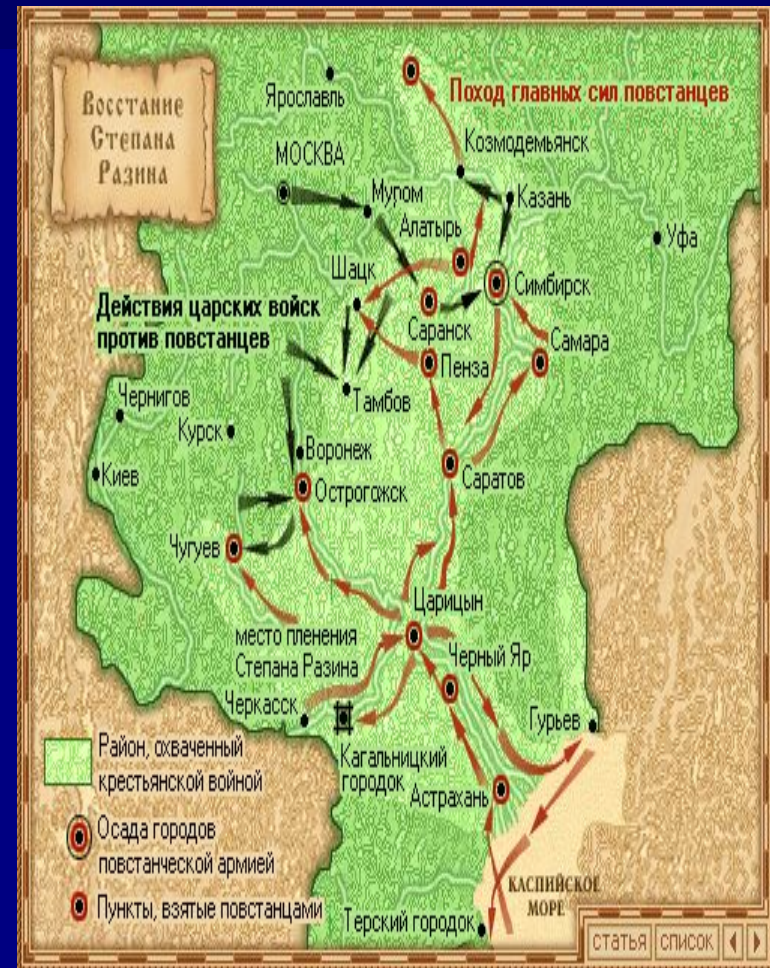 Восстание
Степана
Разина
Поход главных сил повстанцев
Ярославль
МОСКВА
Козмодемьянск
Муром
Казань
Алатырь
Уфа
Шацк
Симбирск
Действия царских войск
против повстанцев
Саранск
Самара
Пенза
Чернигов
Тамбов
Курск
Воронеж
Киев
Саратов
Острогожск
Чугуев
Царицын
место пленения
Степана Разина
Черный Яр
Черкасск
Гурьев
Район, охваченный
крестьянской войной
Кагальницкий
городок
Астрахань
Осада городов
повстанческой армией
КАСПИЙСКОЕ
МОРЕ
Пункты, взятые повстанцами
Терский городок
статья
список